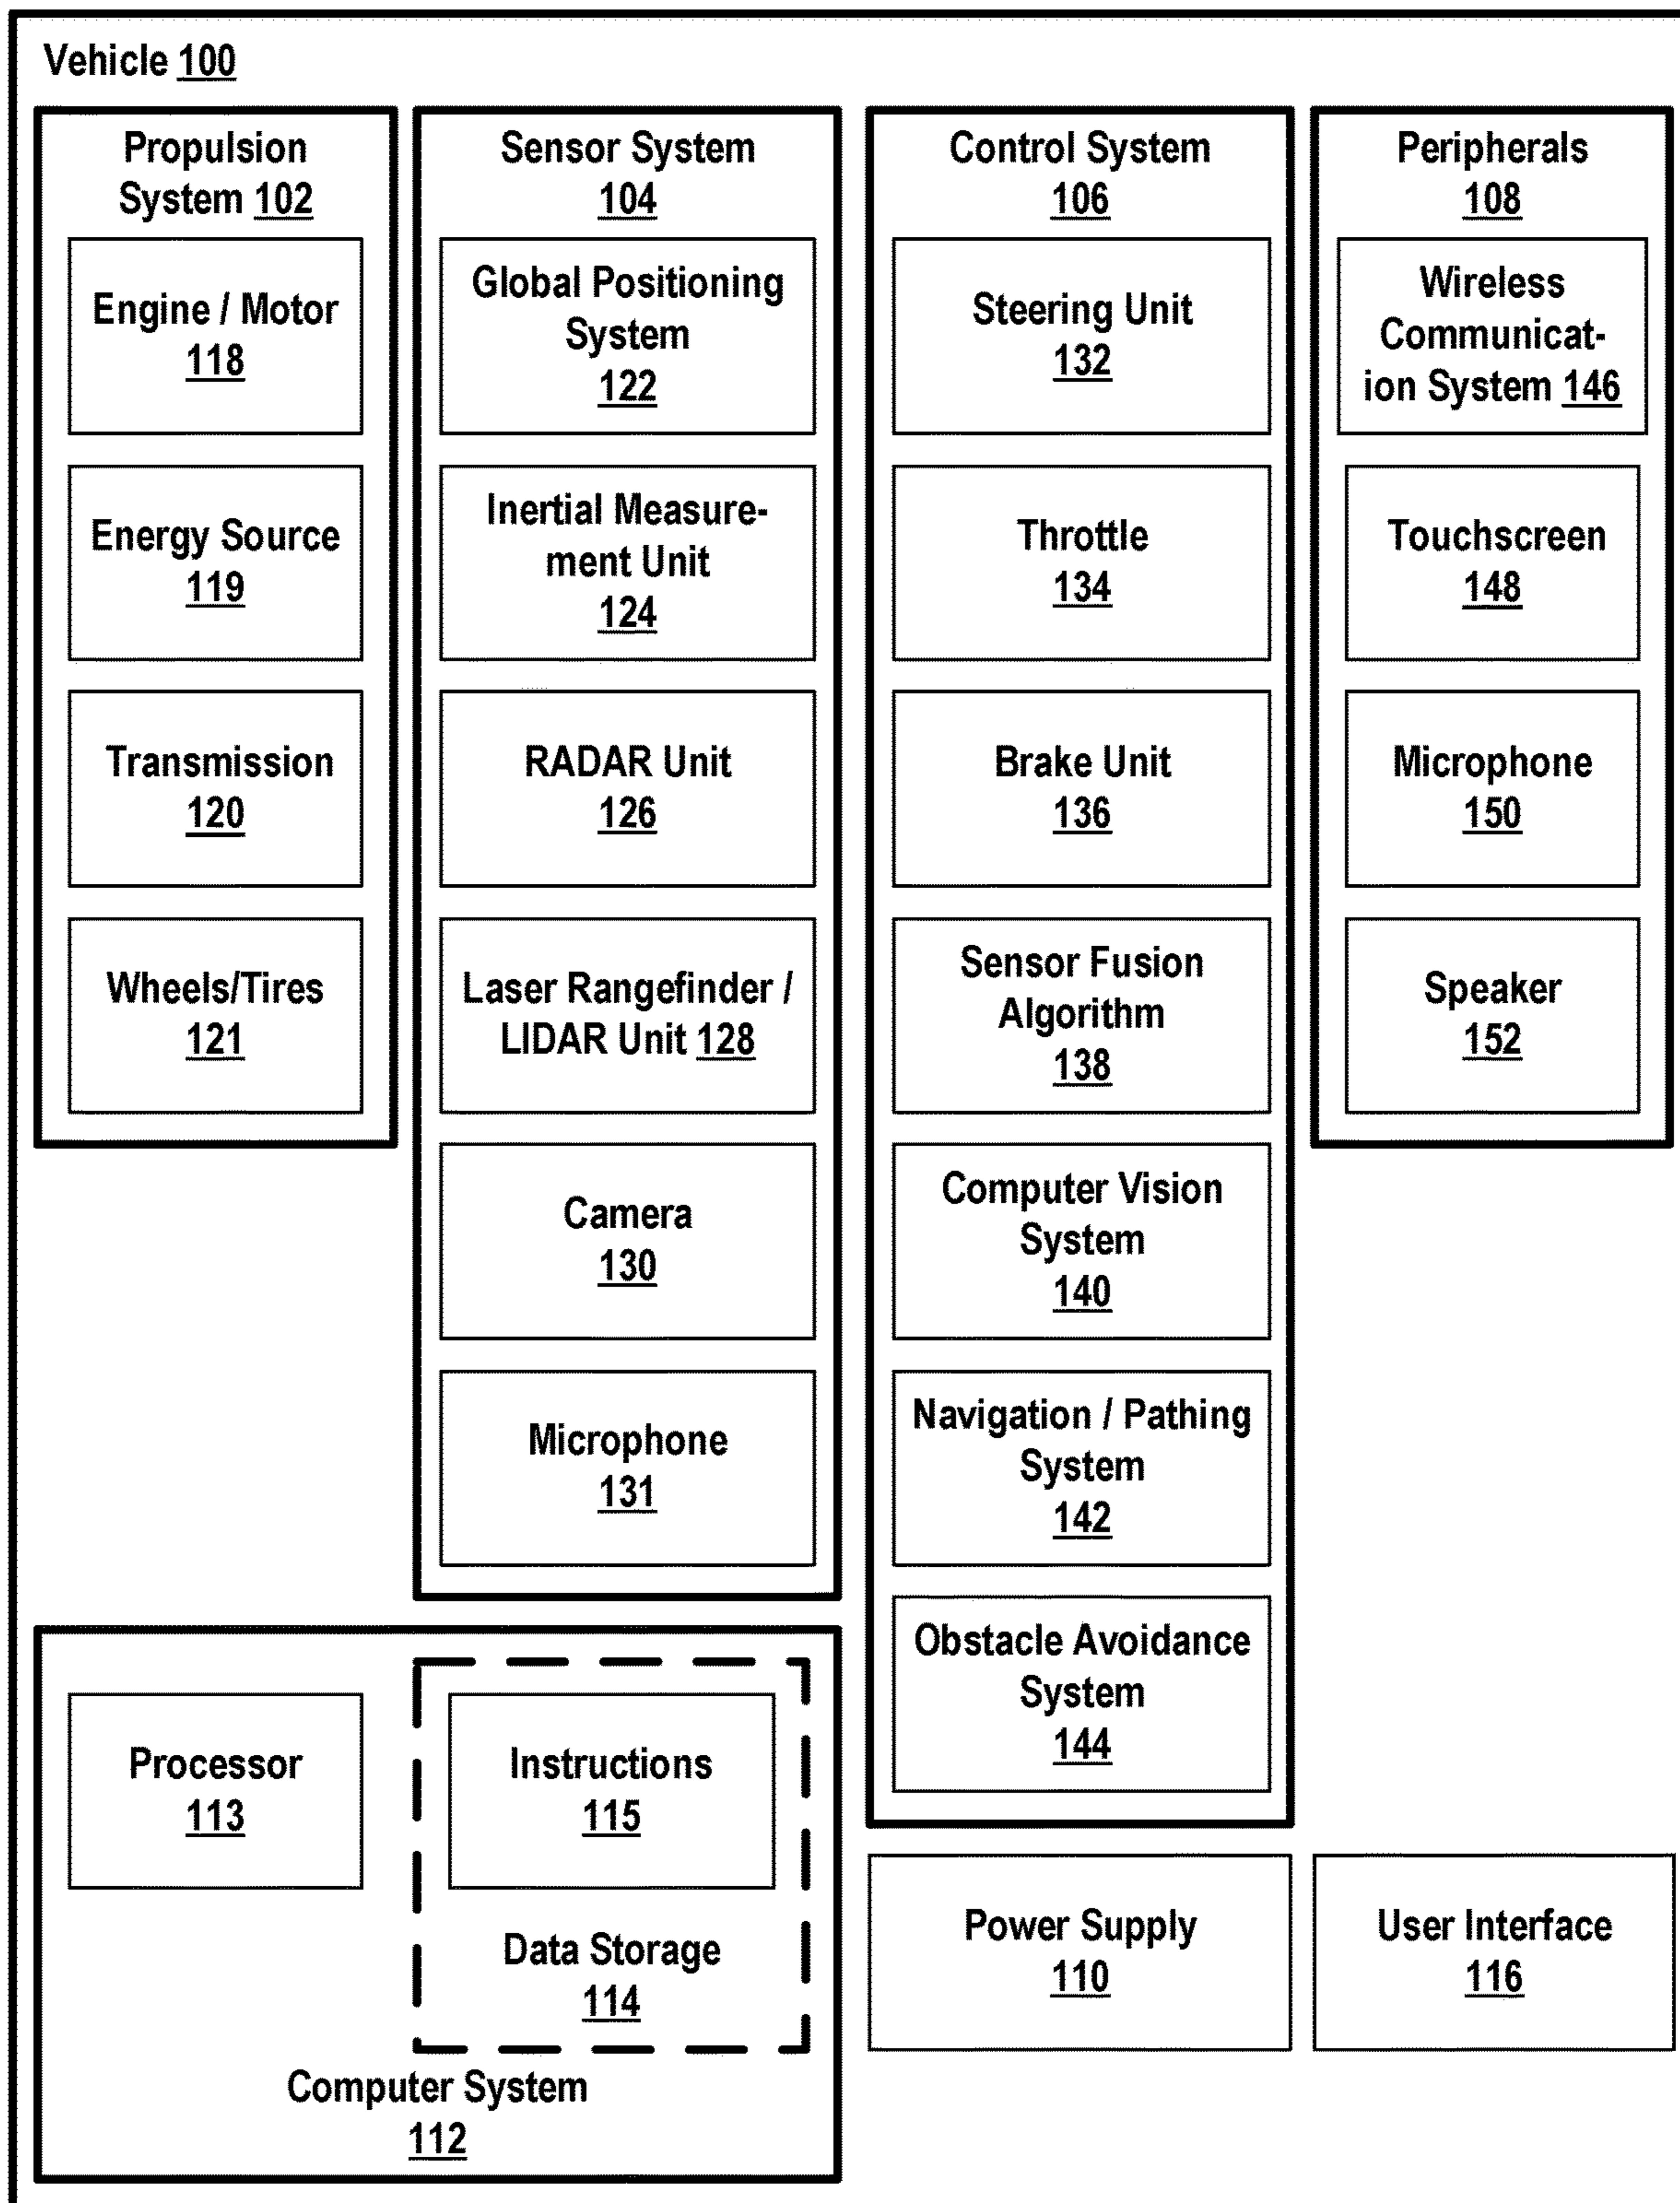 Vehicle 100
Propulsion
System 102
Engine / Motor
118
Energy Source
119
Transmission
120
Wheels/Tires
121
Sensor System
104
Global Positioning
System
122
Inertial Measure-
ment Unit
124
RADAR Unit
126
Laser Rangefinder /
LIDAR Unit 128
Camera
130
Microphone
131
Control System
106
Steering Unit
132
Throttle
134
Brake Unit
136
Sensor Fusion
Algorithm
138
Computer Vision
System
140
Navigation / Pathing
System
142
Obstacle Avoidance
System
144
Peripherals
108
Wireless
Communicat-
ion System 146
Touchscreen
148
Microphone
150
Speaker
152
Processor
113
Instructions
115
Data Storage
114
Computer System
112
Power Supply
110
User Interface
116